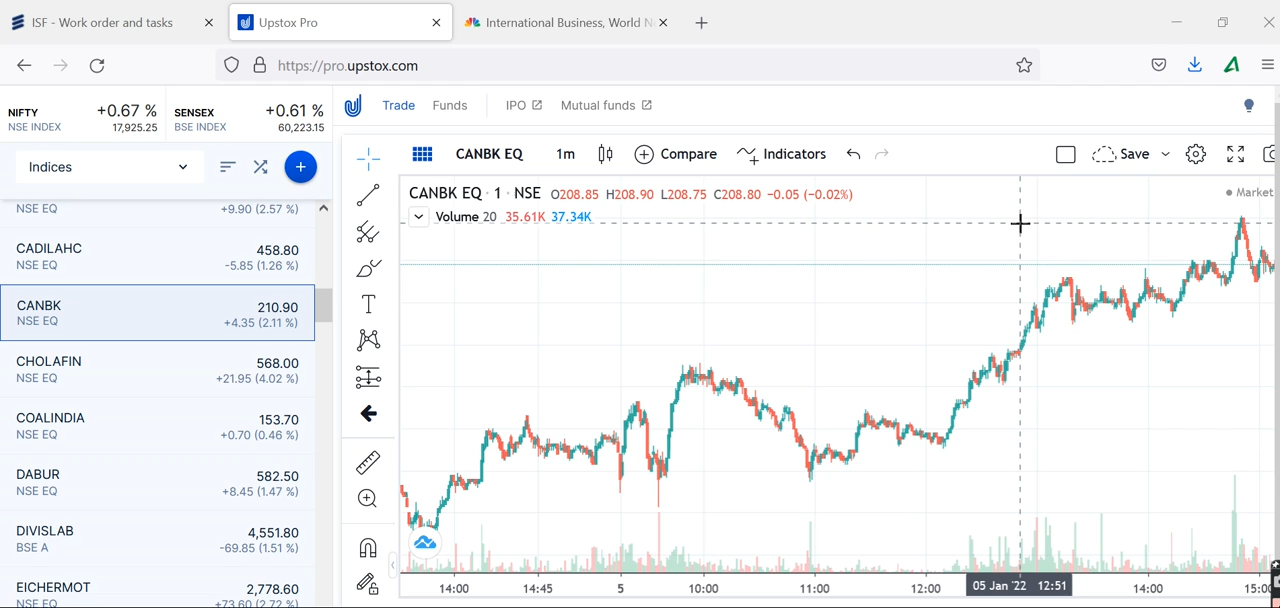 ISF - Work order and tasks
Upstox Pro
International Business, World N
https://pro.upstox.com
NIFTY +0.67 %
NSE INDEX 17,925.25
SENSEX +0.61 %
BSE INDEX 60,223.15
Trade Funds IPO Mutual funds
Indices
CANBK EQ 1m Compare Indicators Save
NSE EQ +9.90 (2.57 %)
CADILAHC 458.80
NSE EQ -5.85 (1.26 %)
CANBK 210.90
NSE EQ +4.35 (2.11 %)
CHOLAFIN 568.00
NSE EQ +21.95 (4.02 %)
COALINDIA 153.70
NSE EQ +0.70 (0.46 %)
DABUR 582.50
NSE EQ +8.45 (1.47 %)
DIVISLAB 4,551.80
BSE A -69.85 (1.51 %)
EICHERMOT 2,778.60
NSE EQ +73.60 (2.72 %)
CANBK EQ · 1 · NSE O208.85 H208.90 L208.75 C208.80 -0.05 (-0.02%)
Market
Volume 20 35.61K 37.34K
14:00 14:45 5 10:00 11:00 12:00 05 Jan '22 12:51 14:00 15:00